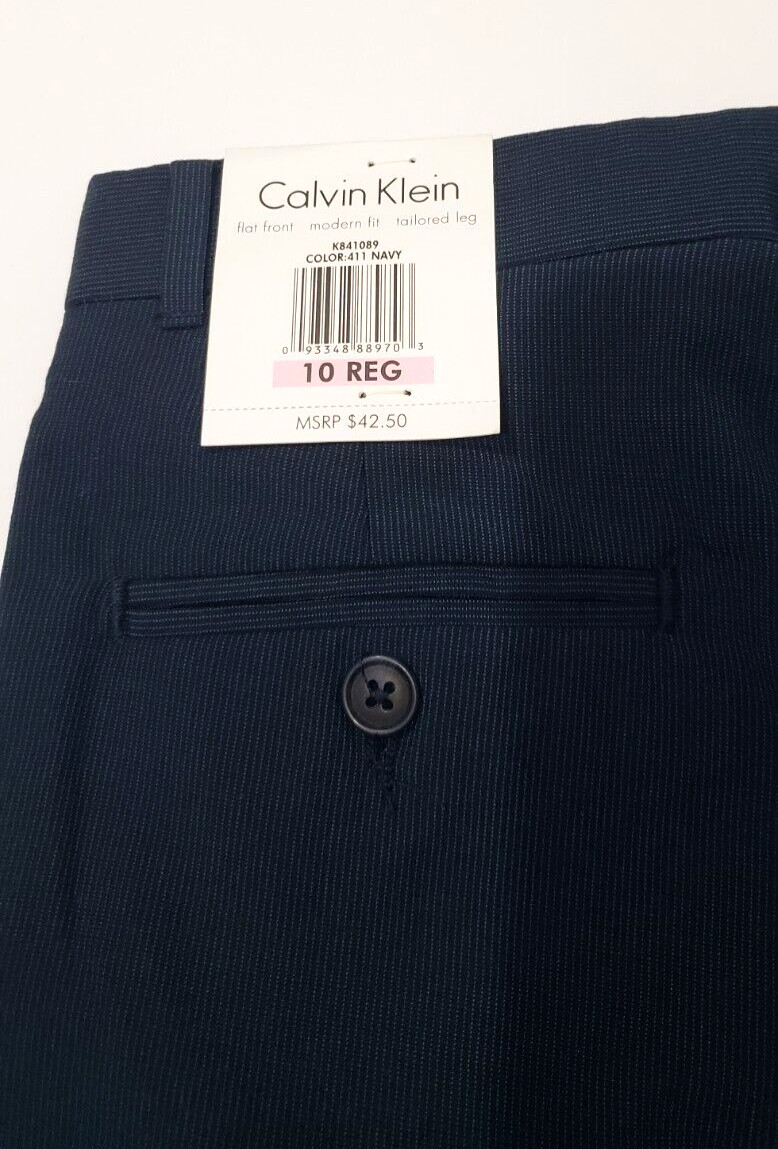 Calvin Klein
flat front modern fit tailored leg
K841089
COLOR:411 NAVY
0 93348 88970 3
10 REG
MSRP $42.50